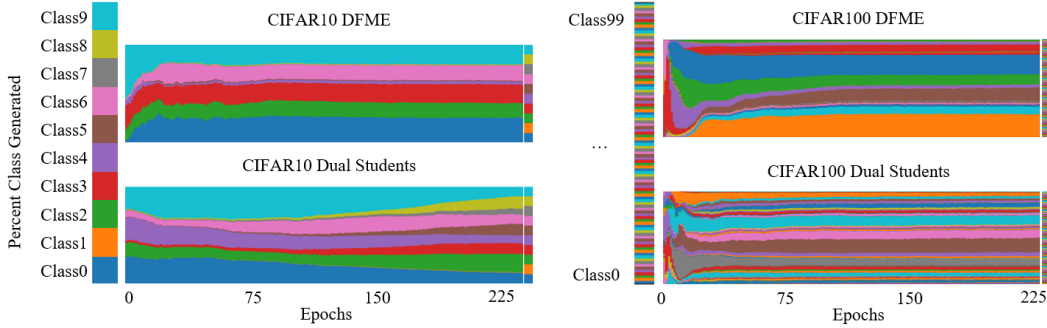 Percent Class Generated
Class9
Class8
Class7
Class6
Class5
Class4
Class3
Class2
Class1
Class0
CIFAR10 DFME
CIFAR10 Dual Students
0 75 150 225
Epochs
Class99
...
Class0
CIFAR100 DFME
CIFAR100 Dual Students
0 75 150 225
Epochs